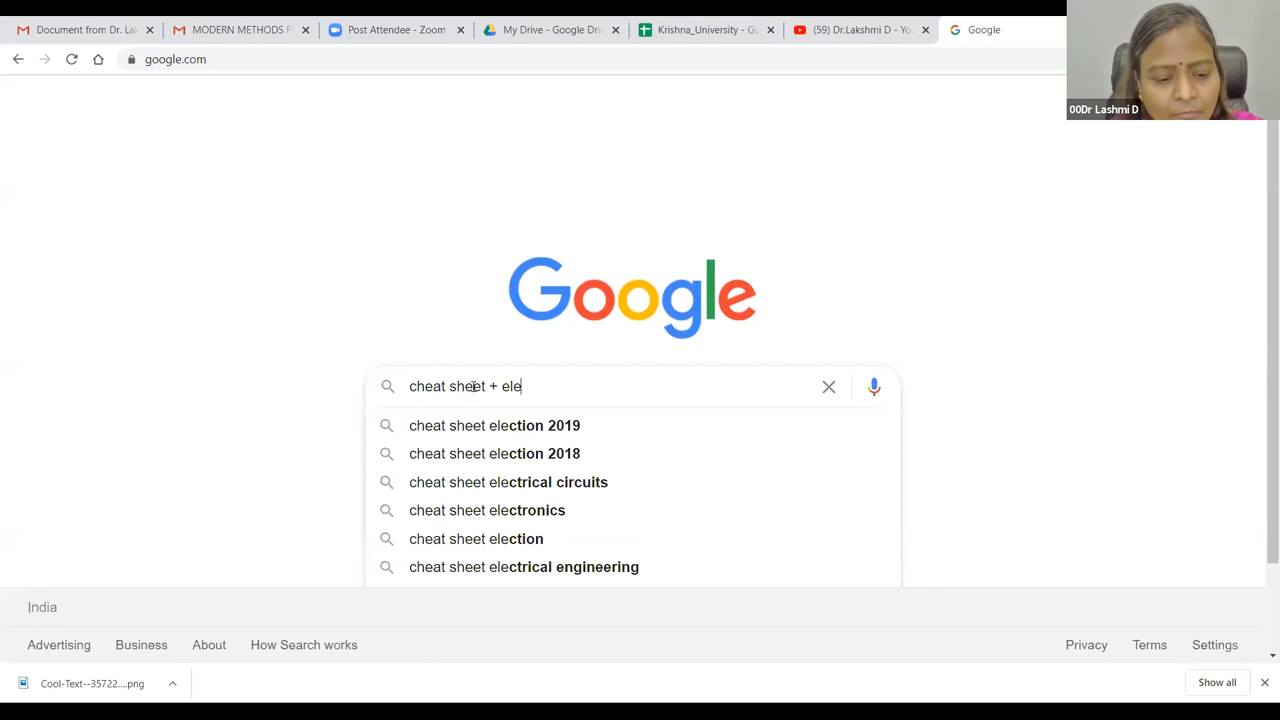 Document from Dr. Lak
MODERN METHODS F
Post Attendee - Zoom
My Drive - Google Driv
Krishna_University - Go
(59) Dr.Lakshmi D - Yo
Google
google.com
00Dr Lashmi D
Google
cheat sheet + ele
cheat sheet election 2019
cheat sheet election 2018
cheat sheet electrical circuits
cheat sheet electronics
cheat sheet election
cheat sheet electrical engineering
India
Advertising
Business
About
How Search works
Privacy
Terms
Settings
Cool-Text--35722....png
Show all